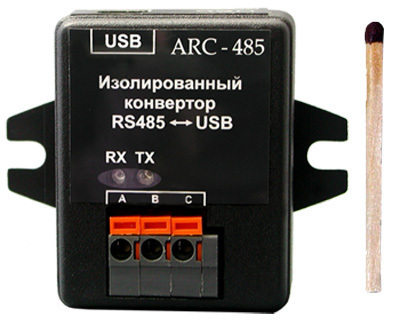 USB ARC - 485
Изолированный
конвертор
RS485 ↔ USB
RX TX
A B C